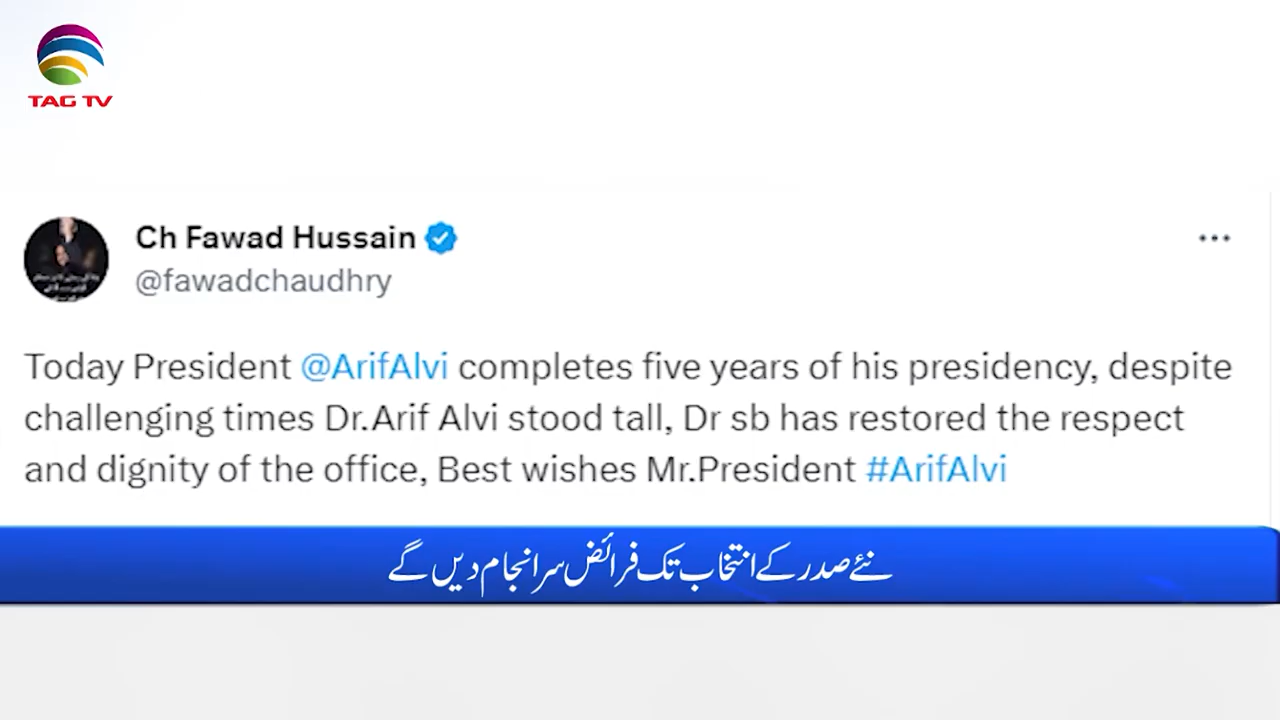 TAG TV
Ch Fawad Hussain
@fawadchaudhry
Today President @ArifAlvi completes five years of his presidency, despite
challenging times Dr.Arif Alvi stood tall, Dr sb has restored the respect
and dignity of the office, Best wishes Mr.President #ArifAlvi
نئے صدر کے انتخاب تک فرائض سرانجام دیں گے